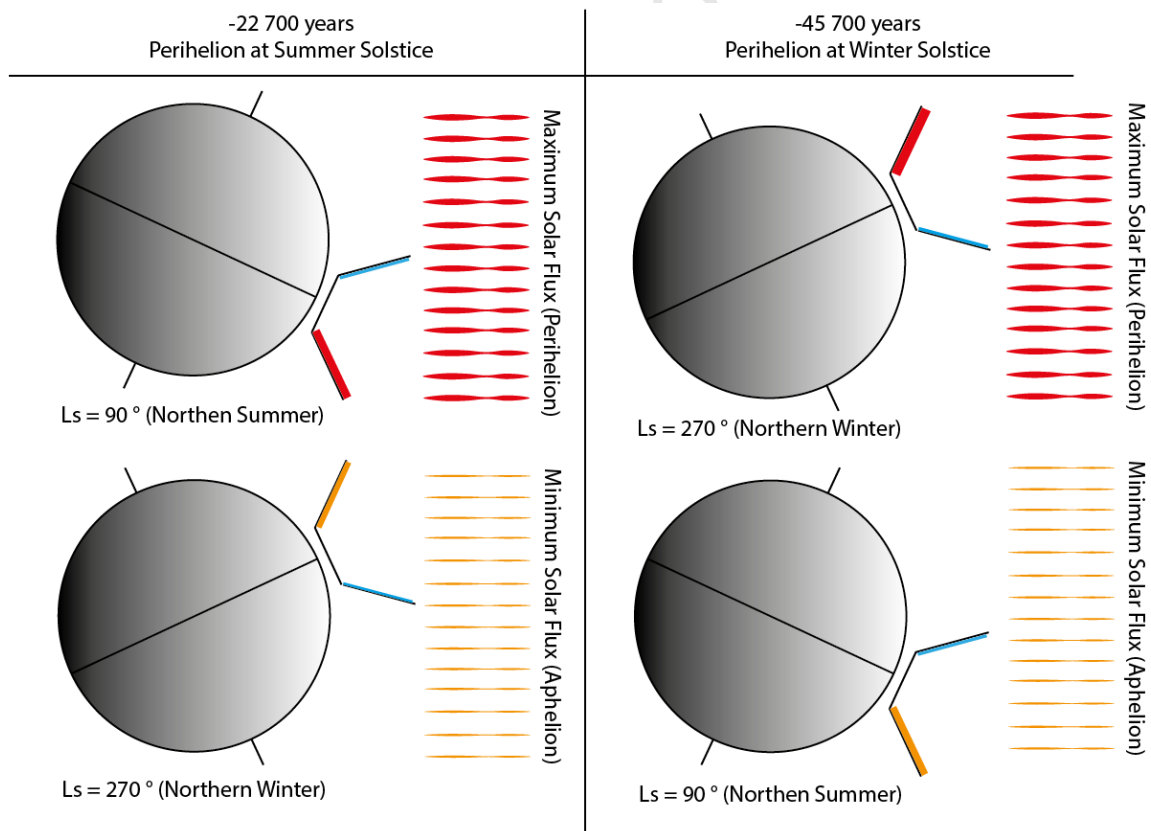 -22 700 years
Perihelion at Summer Solstice
-45 700 years
Perihelion at Winter Solstice
Maximum Solar Flux (Perihelion)
Ls = 90 ° (Northen Summer)
Maximum Solar Flux (Perihelion)
Ls = 270 ° (Northern Winter)
Minimum Solar Flux (Aphelion)
Ls = 270 ° (Northern Winter)
Minimum Solar Flux (Aphelion)
Ls = 90 ° (Northen Summer)